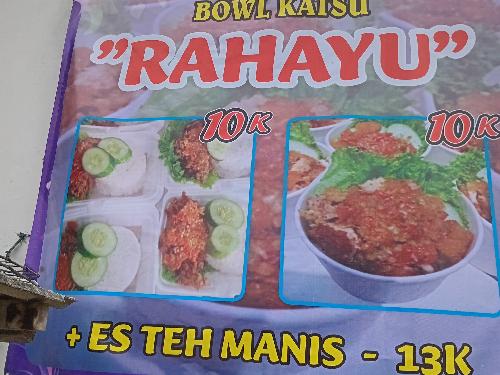 BOWL KATSU
"RAHAYU"
10K 10K
+ ES TEH MANIS - 13K